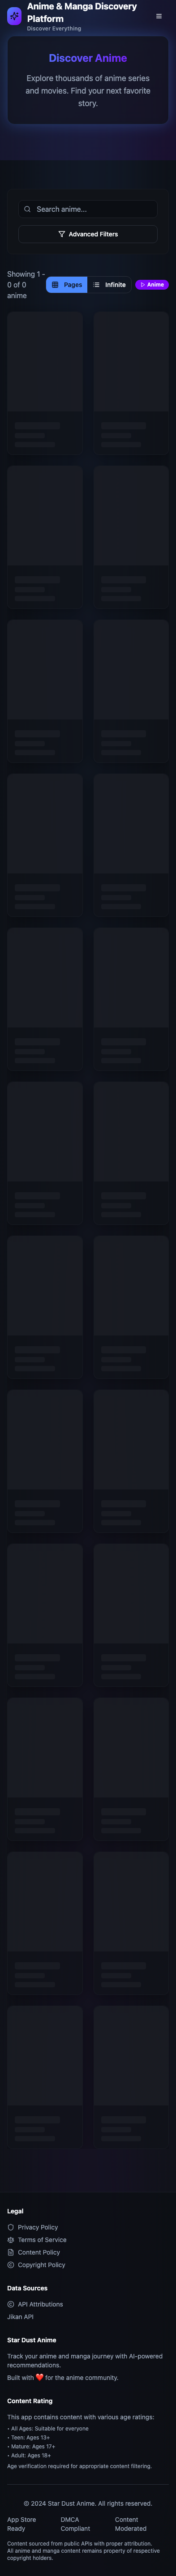 Anime & Manga Discovery
Platform
Discover Everything
Discover Anime
Explore thousands of anime series
and movies. Find your next favorite
story.
Search anime...
Advanced Filters
Showing 1 -
0 of 0
anime
Pages
Infinite
Anime
Legal
Privacy Policy
Terms of Service
Content Policy
Copyright Policy
Data Sources
API Attributions
Jikan API
Star Dust Anime
Track your anime and manga journey with AI-powered
recommendations.
Built with ❤️ for the anime community.
Content Rating
This app contains content with various age ratings:
• All Ages: Suitable for everyone
• Teen: Ages 13+
• Mature: Ages 17+
• Adult: Ages 18+
Age verification required for appropriate content filtering.
© 2024 Star Dust Anime. All rights reserved.
App Store
Ready
DMCA
Compliant
Content
Moderated
Content sourced from public APIs with proper attribution.
All anime and manga content remains property of respective
copyright holders.